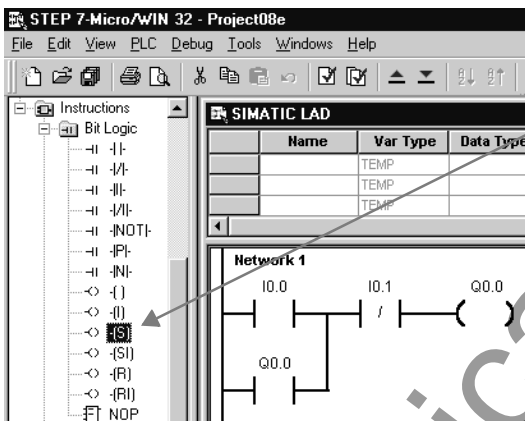 STEP 7-Micro/WIN 32 - Project08e
File Edit View PLC Debug Tools Windows Help
Instructions
Bit Logic
-| |-
-|/|-
-|I|-
-|/I|-
-|NOT|-
-|P|-
-|N|-
-( )
-(I)
-(S)
-(SI)
-(R)
-(RI)
NOP
SIMATIC LAD
Name Var Type Data Type
TEMP
TEMP
TEMP
Network 1
I0.0 I0.1 Q0.0
Q0.0